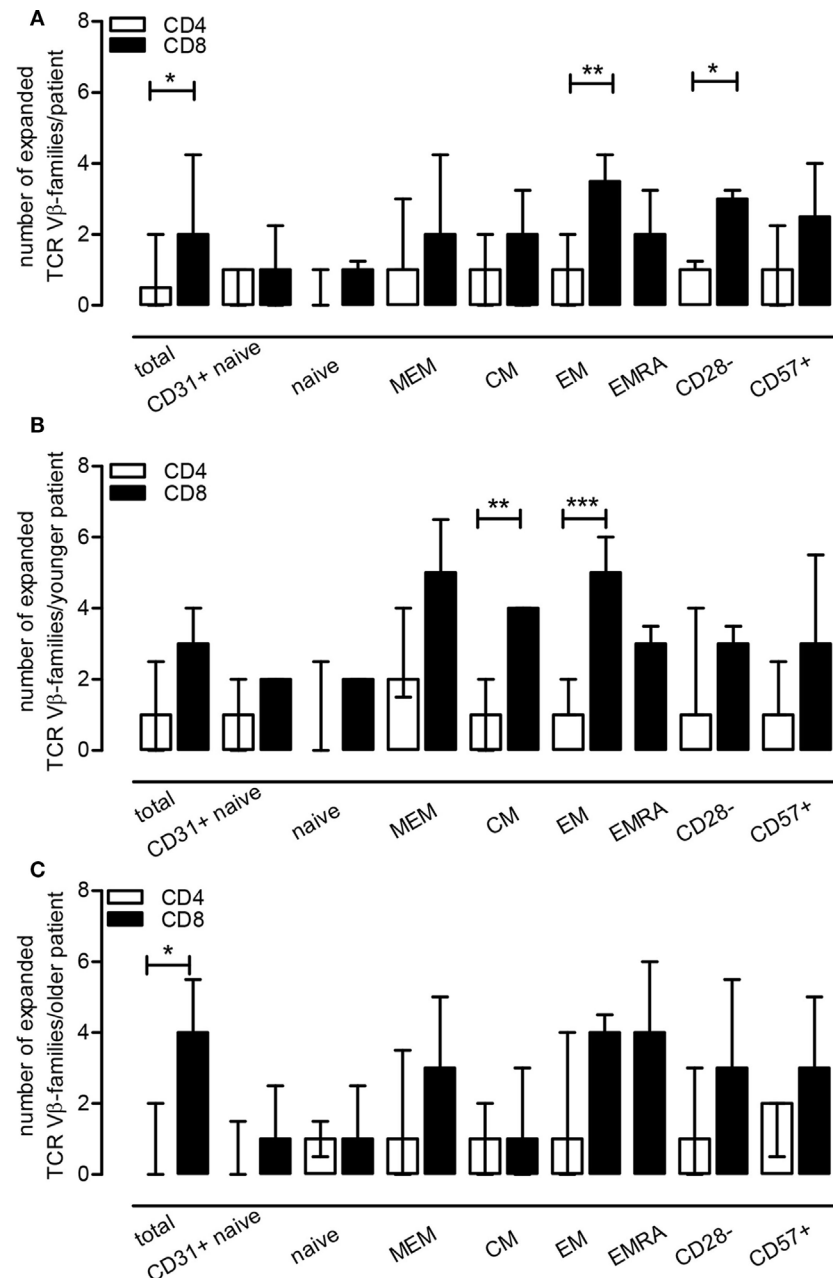 A
CD4
CD8
number of expanded
TCR Vβ-families/patient
8
6
4
2
0
*
**
*
total
CD31+ naive
naive
MEM
CM
EM
EMRA
CD28-
CD57+
B
CD4
CD8
number of expanded
TCR Vβ-families/younger patient
8
6
4
2
0
**
***
total
CD31+ naive
naive
MEM
CM
EM
EMRA
CD28-
CD57+
C
CD4
CD8
number of expanded
TCR Vβ-families/older patient
8
6
4
2
0
*
total
CD31+ naive
naive
MEM
CM
EM
EMRA
CD28-
CD57+